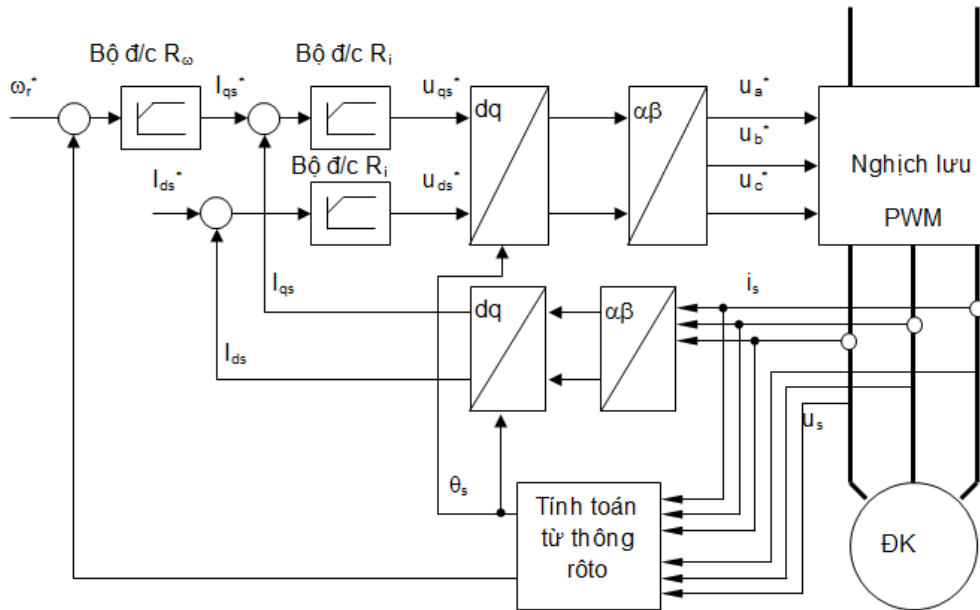 Bộ đ/c Rω
Bộ đ/c Ri
ωr*
Iqs*
uqs*
dq
αβ
ua*
ub*
uc*
Nghịch lưu
PWM
Bộ đ/c Ri
Ids*
uds*
Iqs
dq
αβ
is
Ids
us
θs
Tính toán
từ thông
rôto
ĐK